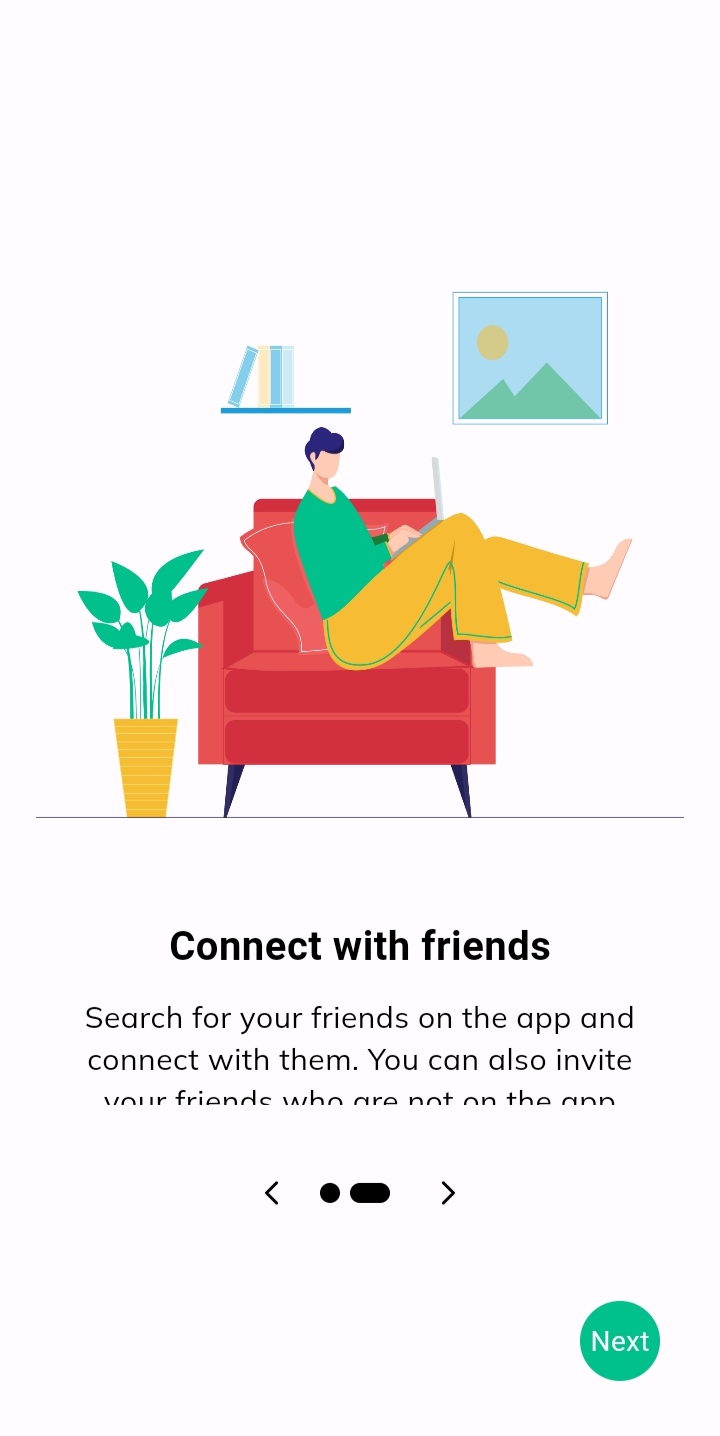 Connect with friends
Search for your friends on the app and
connect with them. You can also invite
your friends who are not on the app
Next